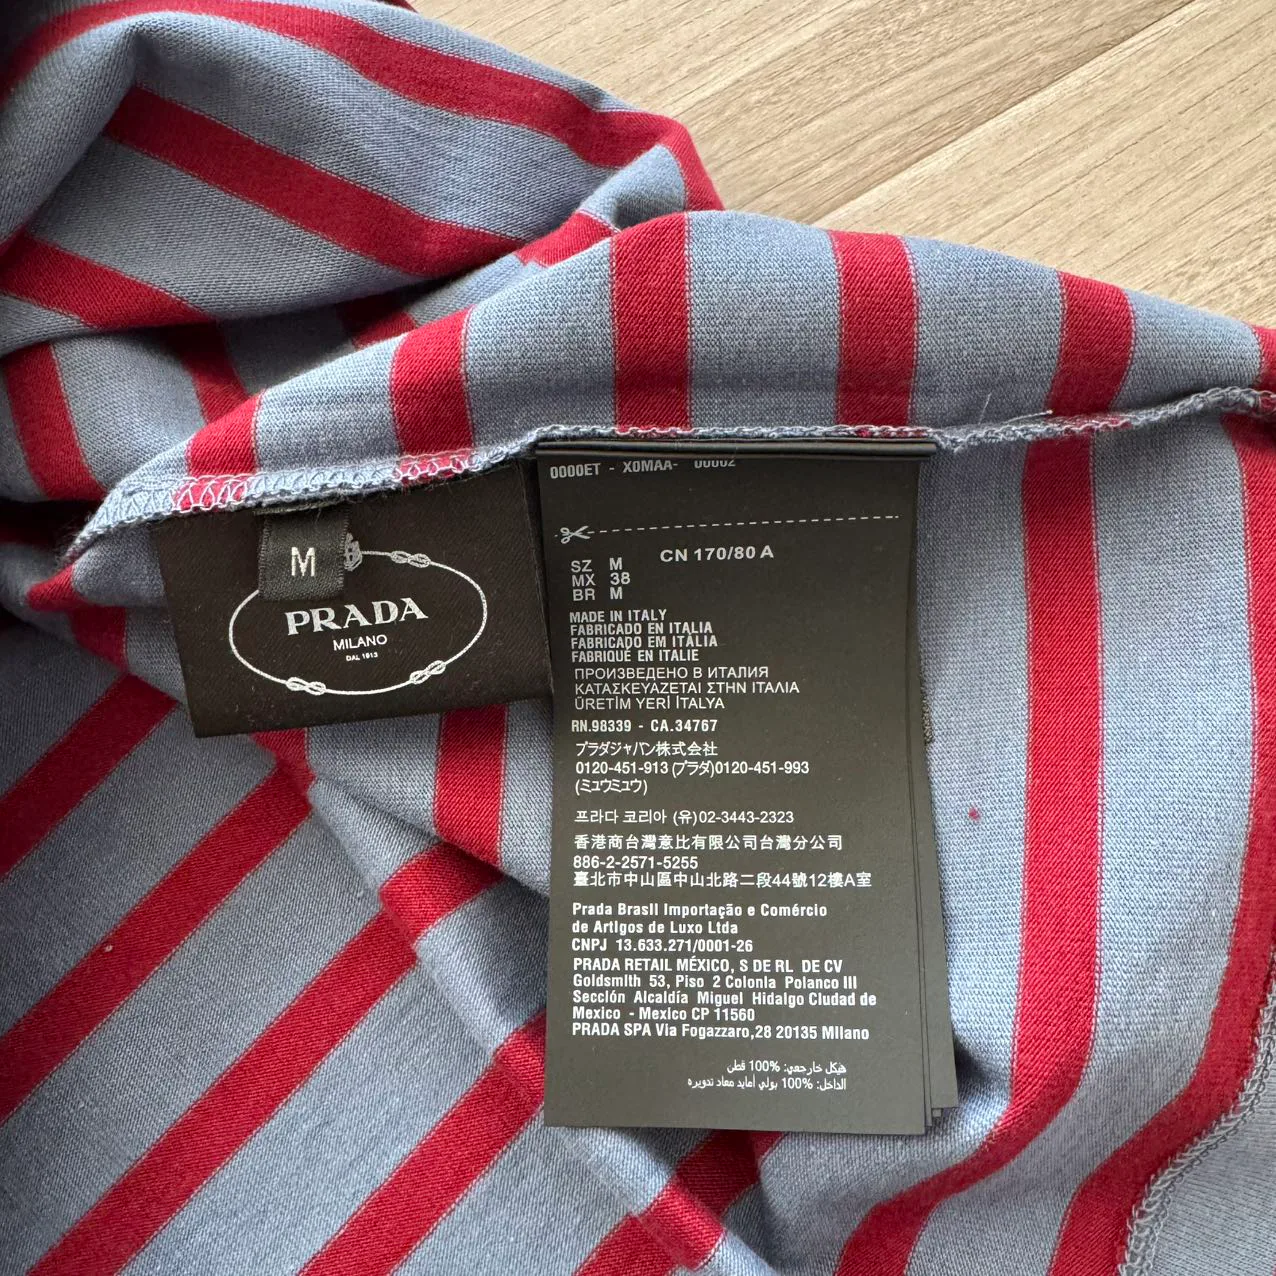 0000ET - X0MAA- 00002
SZ M CN 170/80 A
MX 38
BR M
MADE IN ITALY
FABRICADO EN ITALIA
FABRICADO EM ITÀLIA
FABRIQUÉ EN ITALIE
ПРОИЗВЕДЕНО В ИТАЛИЯ
ΚΑΤΑΣΚΕΥΑΖΕΤΑΙ ΣΤΗΝ ΙΤΑΛΙΑ
ÜRETİM YERİ İTALYA
RN.98339 - CA.34767
プラダジャパン株式会社
0120-451-913 (プラダ)0120-451-993
(ミュウミュウ)
프라다 코리아 (유)02-3443-2323
香港商台灣意比有限公司台灣分公司
886-2-2571-5255
臺北市中山區中山北路二段44號12樓A室
Prada Brasil Importação e Comércio
de Artigos de Luxo Ltda
CNPJ 13.633.271/0001-26
PRADA RETAIL MÉXICO, S DE RL DE CV
Goldsmith 53, Piso 2 Colonia Polanco III
Sección Alcaldía Miguel Hidalgo Ciudad de
Mexico - Mexico CP 11560
PRADA SPA Via Fogazzaro,28 20135 Milano
هيكل خارجعي: 100% قطن
الداخل: 100% بولي أمايد معاد تدويره
M
PRADA
MILANO
DAL 1913